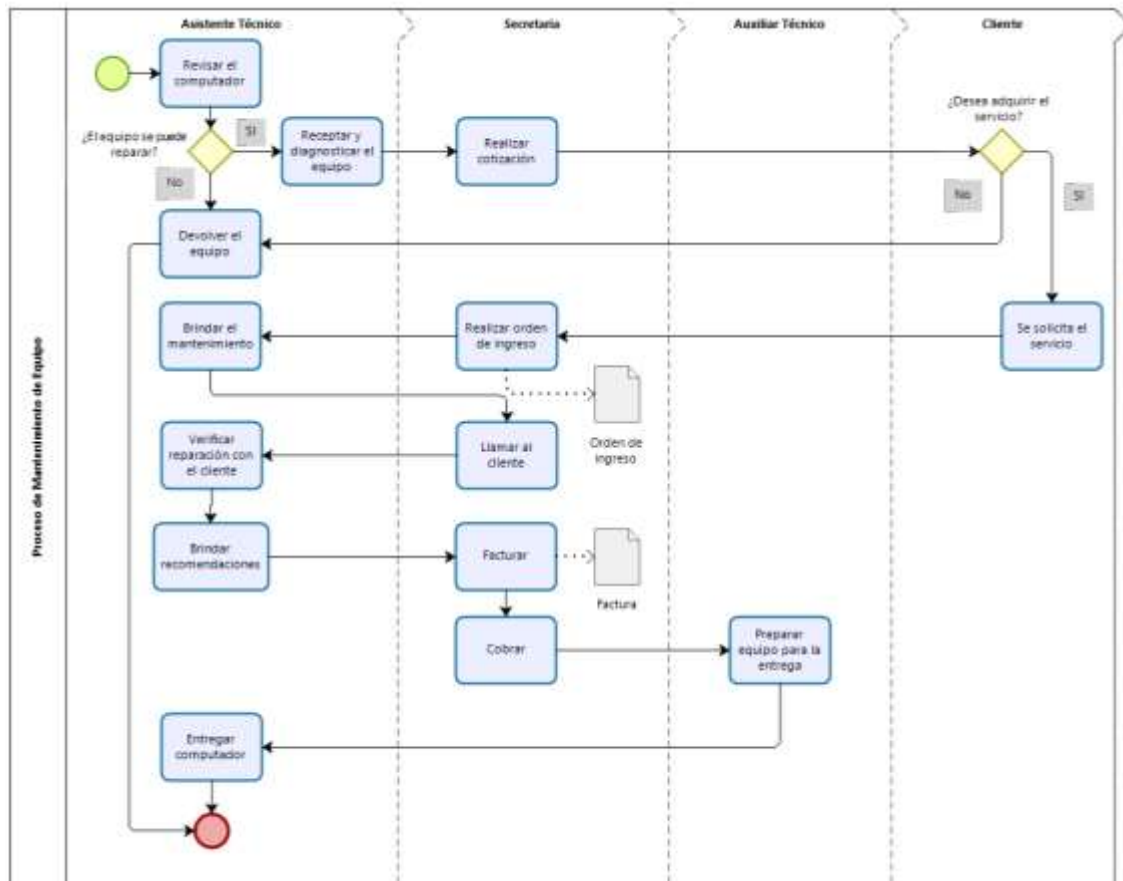 Asistente Técnico
Secretaria
Auxiliar Técnico
Cliente
Proceso de Mantenimiento de Equipo
Revisar el
computador
¿El equipo se puede
reparar?
SI
No
Receptar y
diagnosticar el
equipo
Realizar
cotización
¿Desea adquirir el
servicio?
No
SI
Devolver el
equipo
Brindar el
mantenimiento
Realizar orden
de ingreso
Se solicita el
servicio
Orden de
ingreso
Verificar
reparación con
el cliente
Llamar al
cliente
Brindar
recomendaciones
Facturar
Factura
Cobrar
Preparar
equipo para la
entrega
Entregar
computador